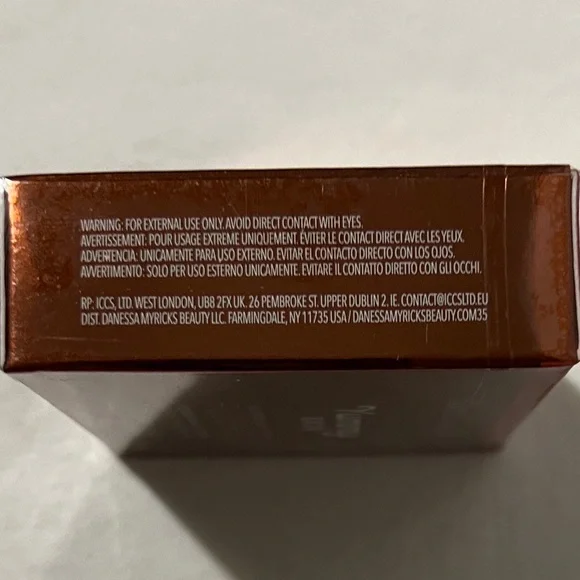 WARNING: FOR EXTERNAL USE ONLY. AVOID DIRECT CONTACT WITH EYES.
AVERTISSEMENT: POUR USAGE EXTREME UNIQUEMENT. ÉVITER LE CONTACT DIRECT AVEC LES YEUX.
ADVERTENCIA: UNICAMENTE PARA USO EXTERNO. EVITAR EL CONTACTO DIRECTO CON LOS OJOS.
AVVERTIMENTO: SOLO PER USO ESTERNO UNICAMENTE. EVITARE IL CONTATTO DIRETTO CON GLI OCCHI.
RP: ICCS, LTD. WEST LONDON, UB8 2FX UK. 26 PEMBROKE ST. UPPER DUBLIN 2, IE. CONTACT@ICCSLTD.EU
DIST. DANESSA MYRICKS BEAUTY LLC. FARMINGDALE, NY 11735 USA / DANESSAMYRICKSBEAUTY.COM35